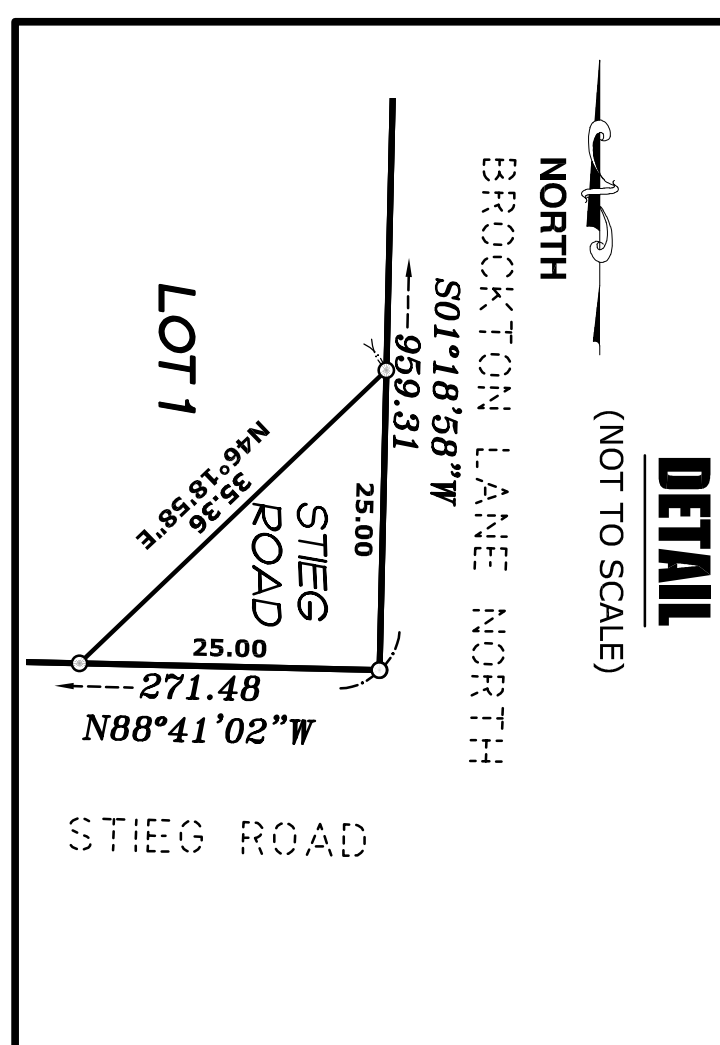 DETAIL
(NOT TO SCALE)
NORTH
BROCKTON LANE NORTH
S01°18'58"W
959.31
25.00
LOT 1
N46°18'58"E
35.36
STIEG
ROAD
25.00
271.48
N88°41'02"W
STIEG ROAD